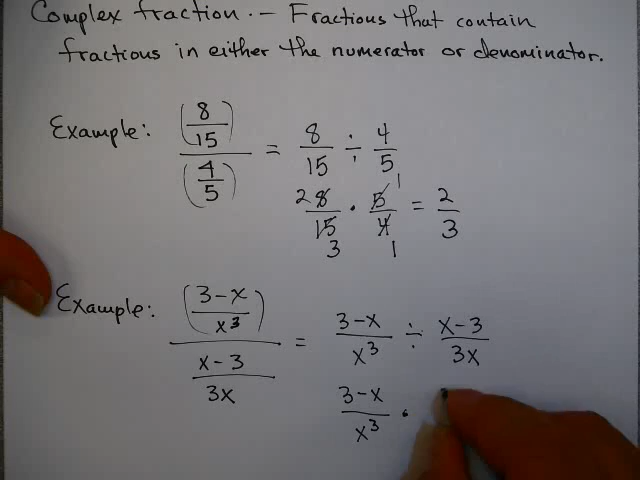 Complex fraction. – Fractions that contain
fractions in either the numerator or denominator.
Example: (8/15) / (4/5) = 8/15 ÷ 4/5
28/15 · 5/4 = 2/3
3 1 1
Example: ((3-x)/x³) / ((x-3)/3x) = (3-x)/x³ ÷ (x-3)/3x
(3-x)/x³ ·